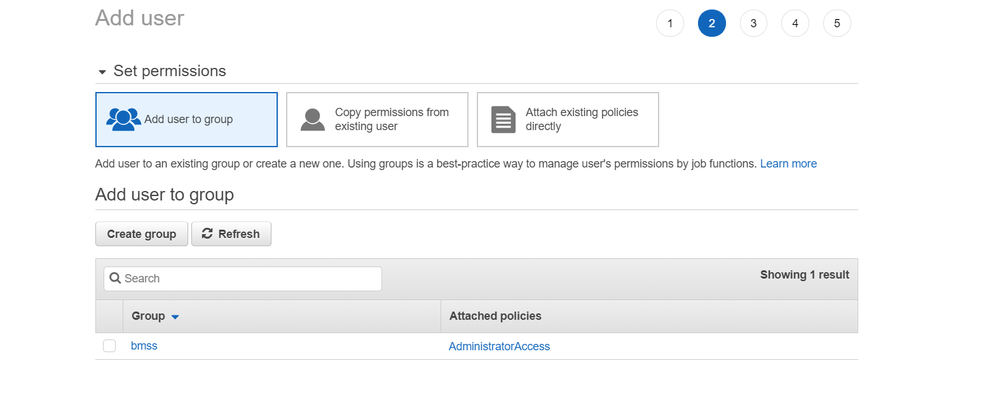 Add user
1 2 3 4 5
Set permissions
Add user to group
Copy permissions from
existing user
Attach existing policies
directly
Add user to an existing group or create a new one. Using groups is a best-practice way to manage user's permissions by job functions. Learn more
Add user to group
Create group Refresh
Search
Showing 1 result
Group Attached policies
bmss AdministratorAccess